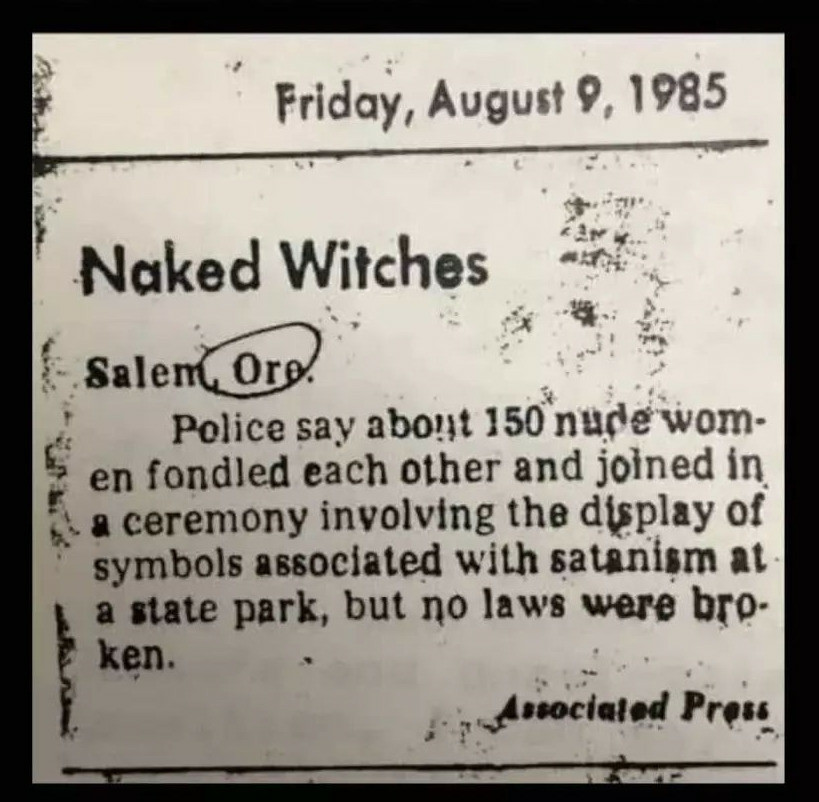 Friday, August 9, 1985
Naked Witches
Salem, Ore.
Police say about 150 nude wom-
en fondled each other and joined in
a ceremony involving the display of
symbols associated with satanism at
a state park, but no laws were bro-
ken.
Associated Press